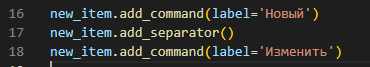 16 new_item.add_command(label='Новый')
17 new_item.add_separator()
18 new_item.add_command(label='Изменить')